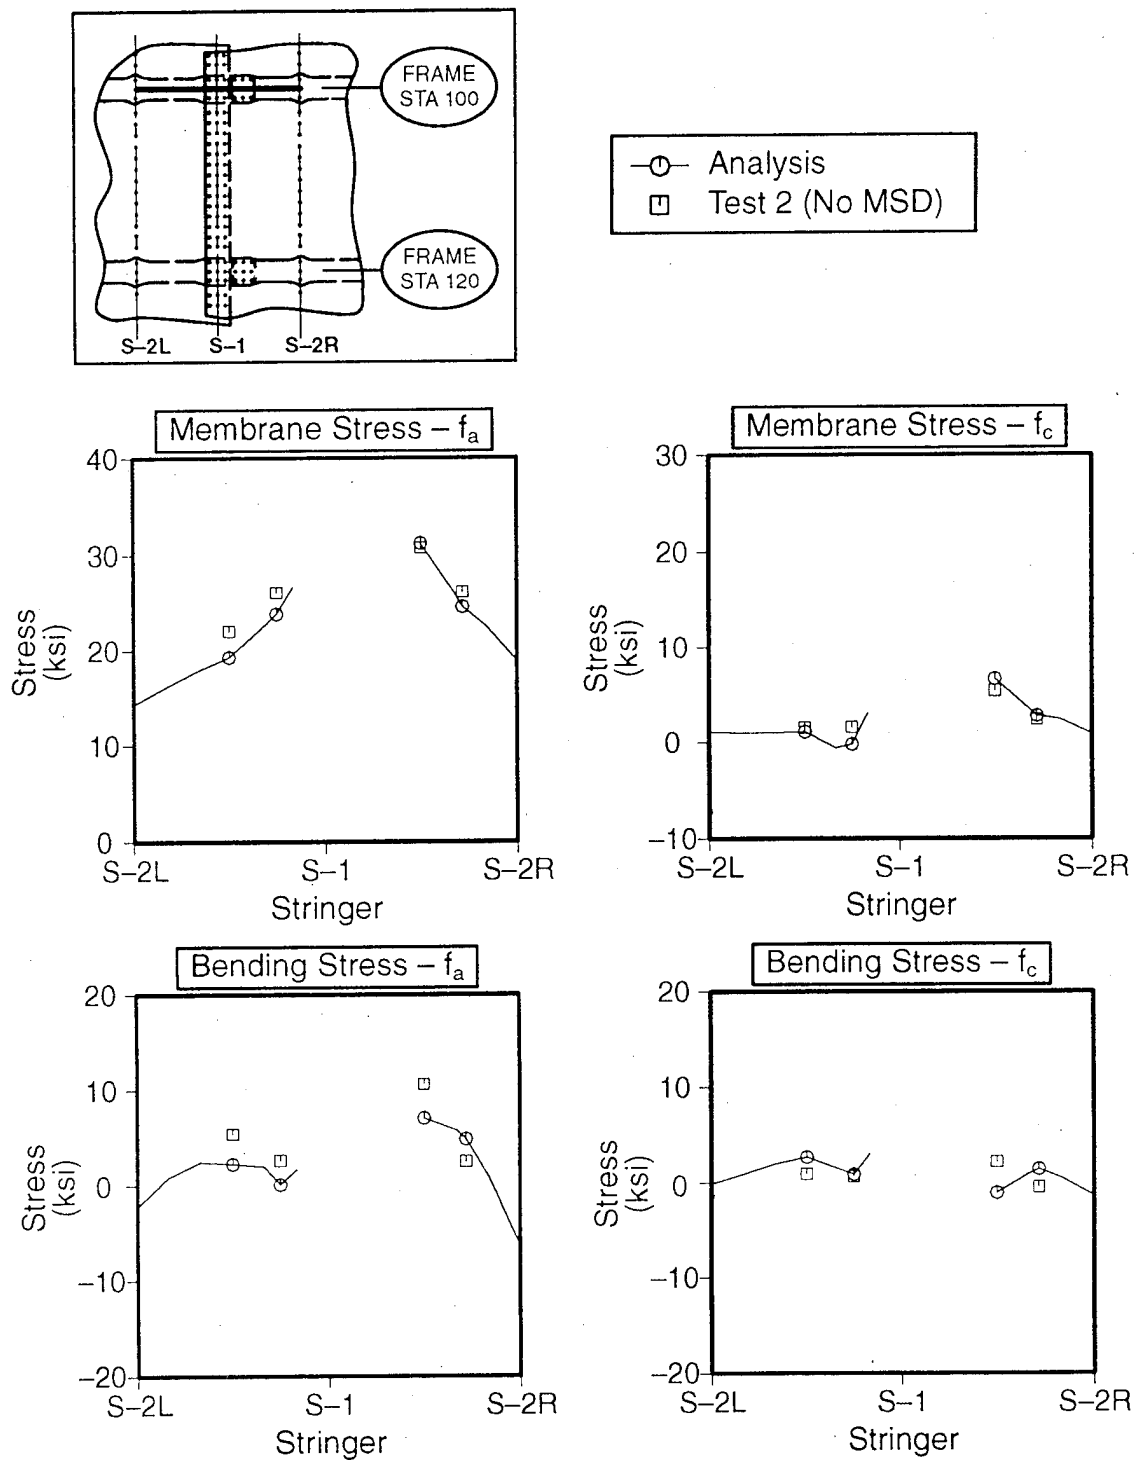 FRAME
STA 100
FRAME
STA 120
S–2L S–1 S–2R
Analysis
Test 2 (No MSD)
Membrane Stress – fa
40
30
20
10
0
Stress
(ksi)
S–2L S–1 S–2R
Stringer
Membrane Stress – fc
30
20
10
0
–10
Stress
(ksi)
S–2L S–1 S–2R
Stringer
Bending Stress – fa
20
10
0
–10
–20
Stress
(ksi)
S–2L S–1 S–2R
Stringer
Bending Stress – fc
20
10
0
–10
–20
Stress
(ksi)
S–2L S–1 S–2R
Stringer